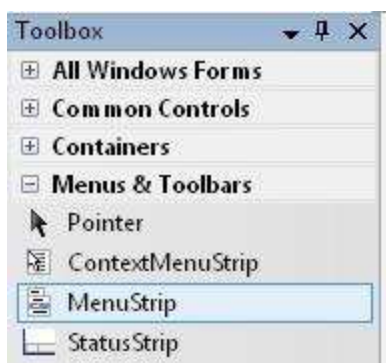 Toolbox
All Windows Forms
Common Controls
Containers
Menus & Toolbars
Pointer
ContextMenuStrip
MenuStrip
StatusStrip